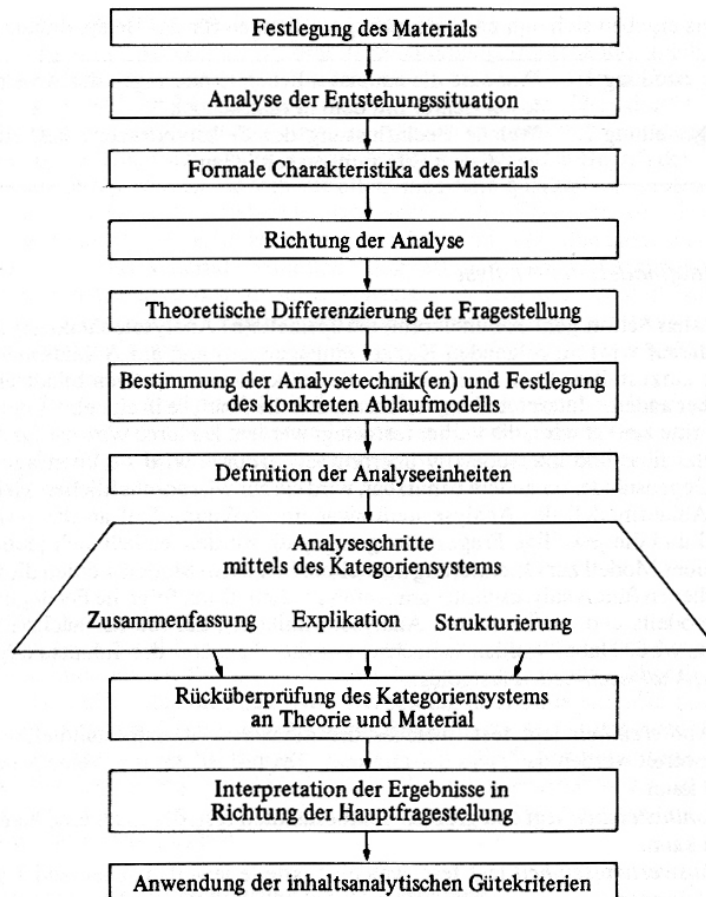 Festlegung des Materials
Analyse der Entstehungssituation
Formale Charakteristika des Materials
Richtung der Analyse
Theoretische Differenzierung der Fragestellung
Bestimmung der Analysetechnik(en) und Festlegung
des konkreten Ablaufmodells
Definition der Analyseeinheiten
Analyseschritte
mittels des Kategoriensystems
Zusammenfassung Explikation Strukturierung
Rücküberprüfung des Kategoriensystems
an Theorie und Material
Interpretation der Ergebnisse in
Richtung der Hauptfragestellung
Anwendung der inhaltsanalytischen Gütekriterien